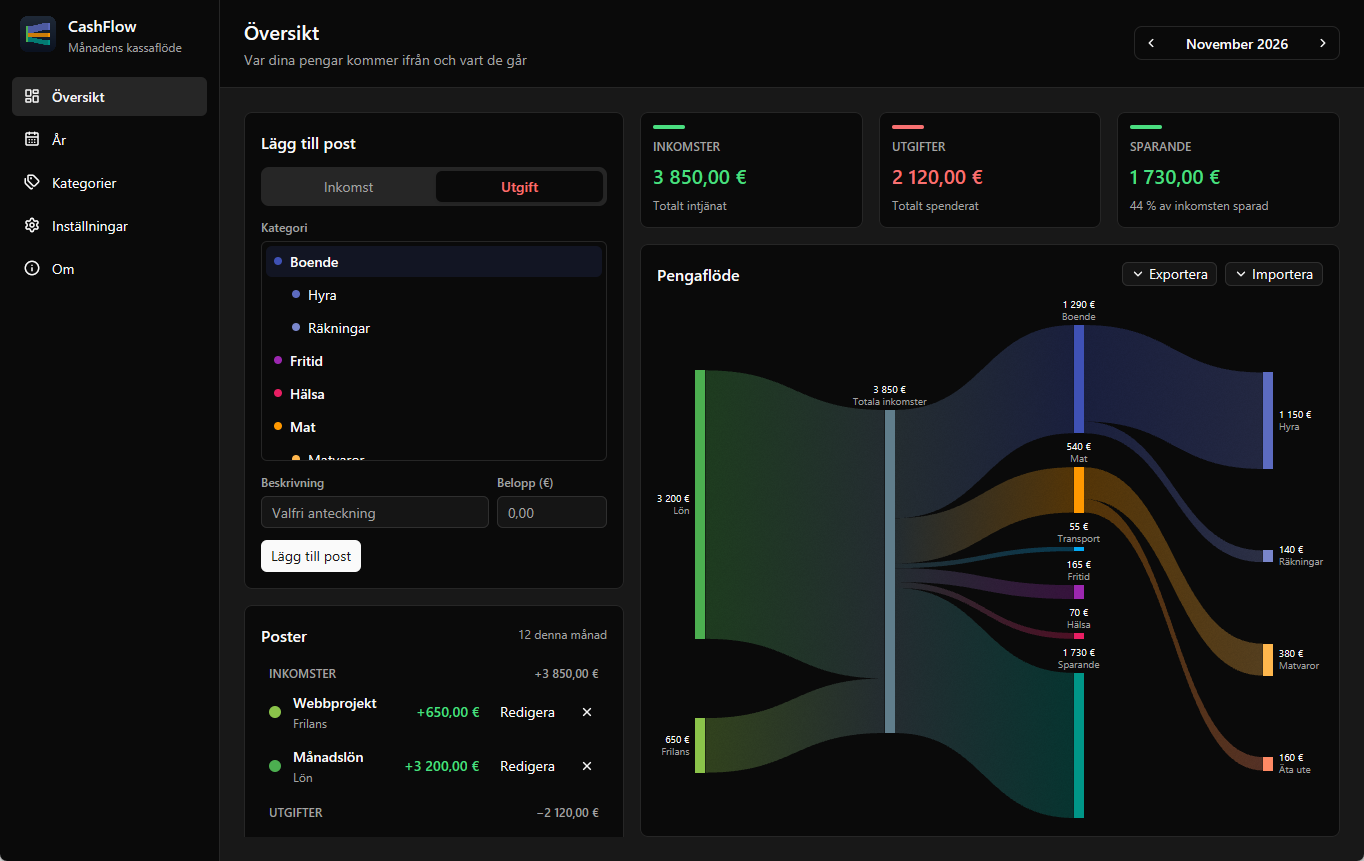 CashFlow
Månadens kassaflöde
Översikt
År
Kategorier
Inställningar
Om
Översikt
Var dina pengar kommer ifrån och vart de går
November 2026
Lägg till post
Inkomst
Utgift
Kategori
Boende
Hyra
Räkningar
Fritid
Hälsa
Mat
Matvaror
Beskrivning
Belopp (€)
Valfri anteckning
0,00
Lägg till post
Poster
12 denna månad
INKOMSTER
+3 850,00 €
Webbprojekt
Frilans
+650,00 €
Redigera
Månadslön
Lön
+3 200,00 €
Redigera
UTGIFTER
−2 120,00 €
INKOMSTER
3 850,00 €
Totalt intjänat
UTGIFTER
2 120,00 €
Totalt spenderat
SPARANDE
1 730,00 €
44 % av inkomsten sparad
Pengaflöde
Exportera
Importera
3 200 €
Lön
650 €
Frilans
3 850 €
Totala inkomster
1 290 €
Boende
540 €
Mat
55 €
Transport
165 €
Fritid
70 €
Hälsa
1 730 €
Sparande
1 150 €
Hyra
140 €
Räkningar
380 €
Matvaror
160 €
Äta ute